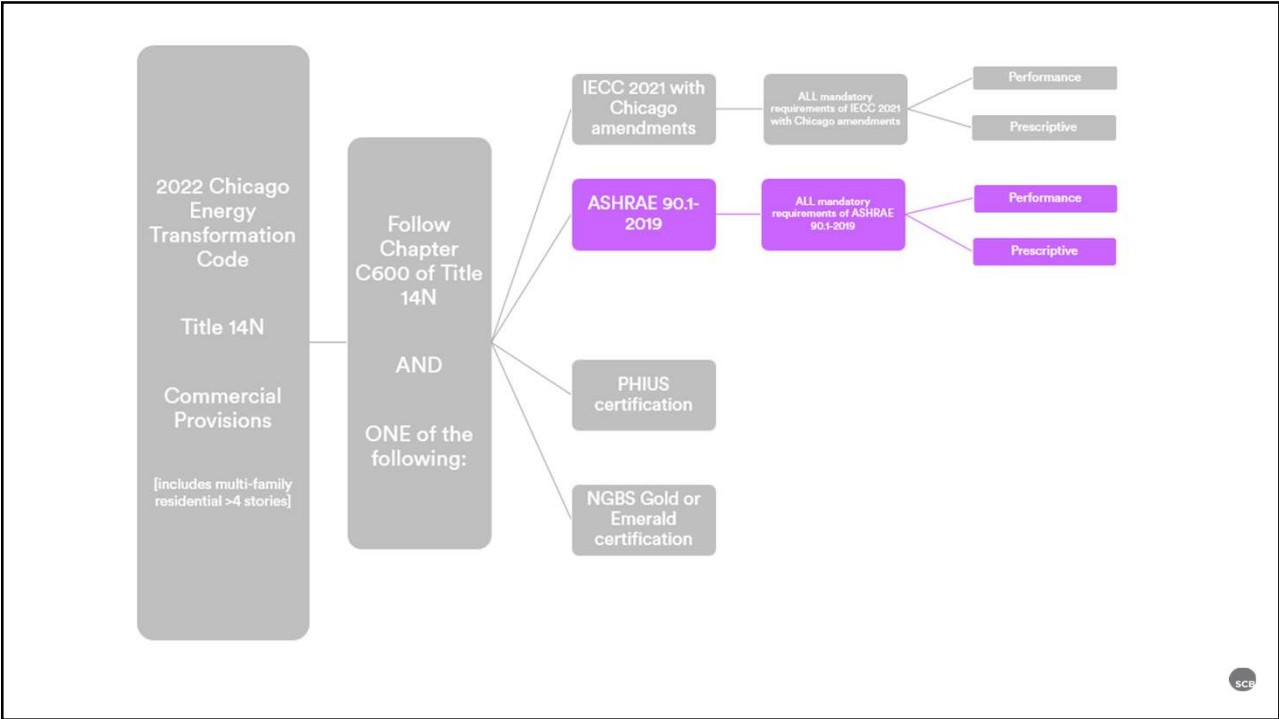 2022 Chicago
Energy
Transformation
Code
Title 14N
Commercial
Provisions
[includes multi-family
residential >4 stories]
Follow
Chapter
C600 of Title
14N
AND
ONE of the
following:
IECC 2021 with
Chicago
amendments
ALL mandatory
requirements of IECC 2021
with Chicago amendments
Performance
Prescriptive
ASHRAE 90.1-
2019
ALL mandatory
requirements of ASHRAE
90.1-2019
Performance
Prescriptive
PHIUS
certification
NGBS Gold or
Emerald
certification
SCB